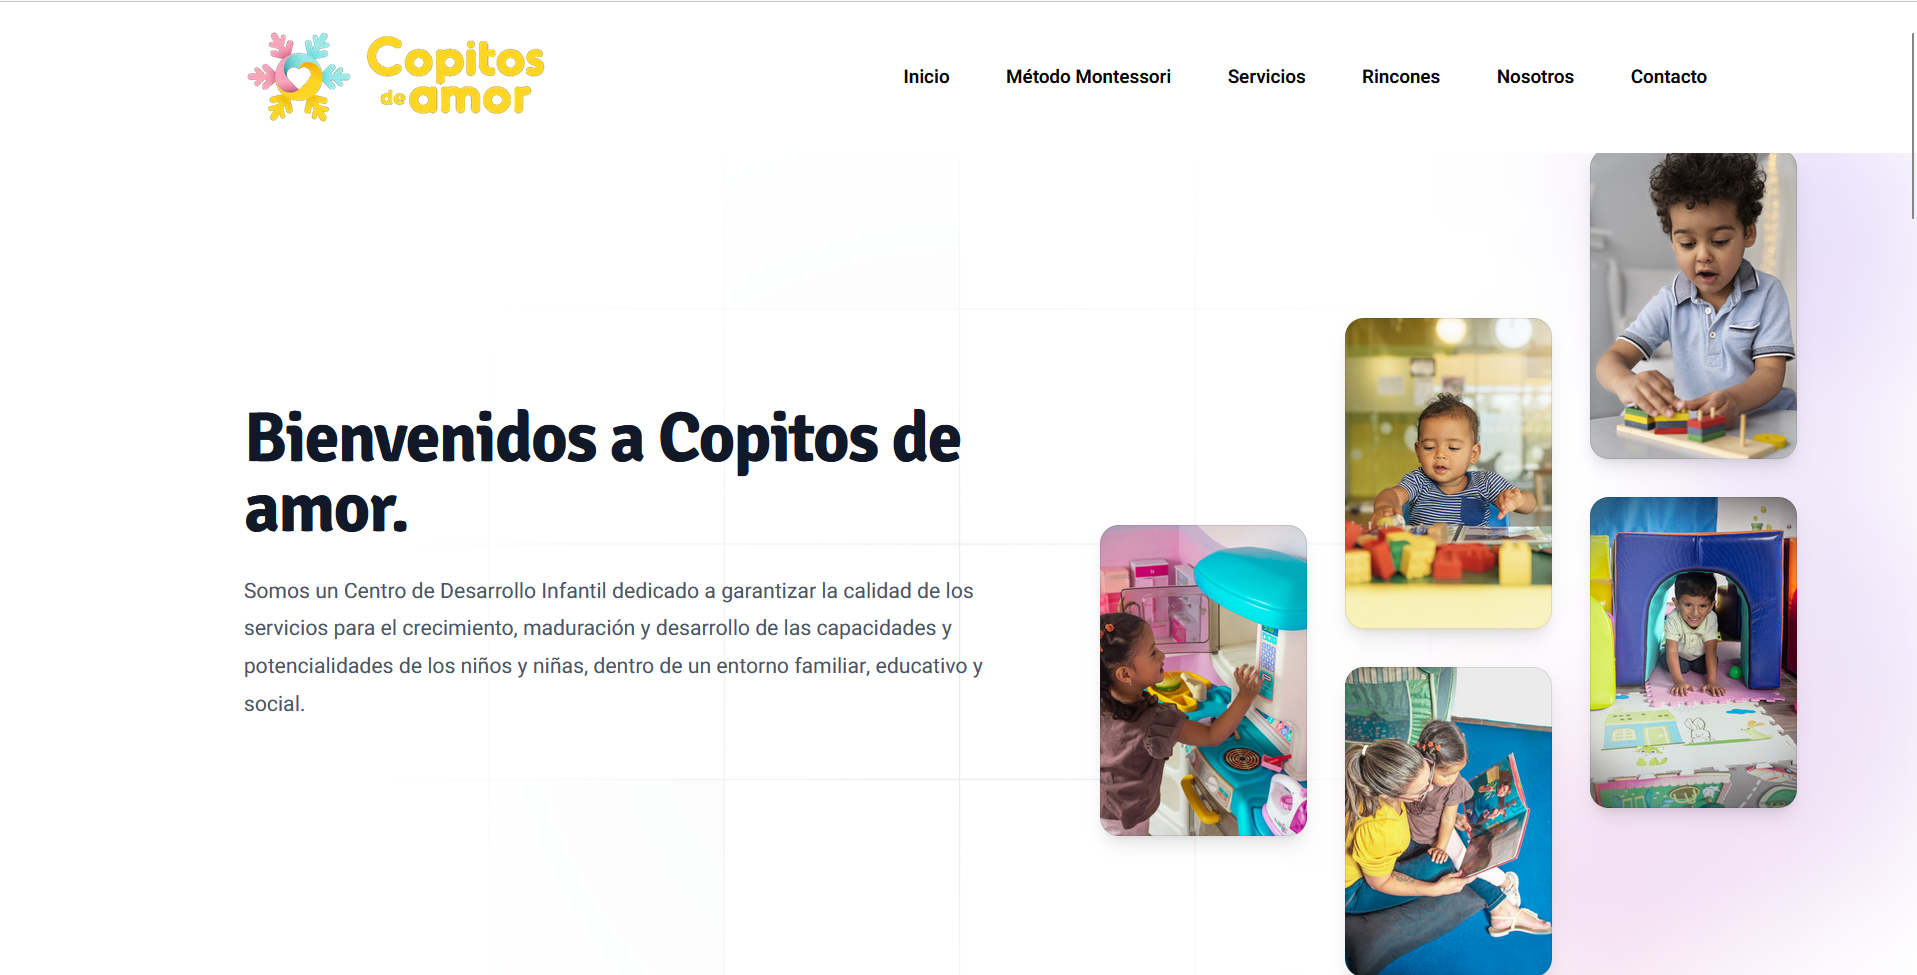 Copitos
de amor
Inicio
Método Montessori
Servicios
Rincones
Nosotros
Contacto
Bienvenidos a Copitos de
amor.
Somos un Centro de Desarrollo Infantil dedicado a garantizar la calidad de los
servicios para el crecimiento, maduración y desarrollo de las capacidades y
potencialidades de los niños y niñas, dentro de un entorno familiar, educativo y
social.